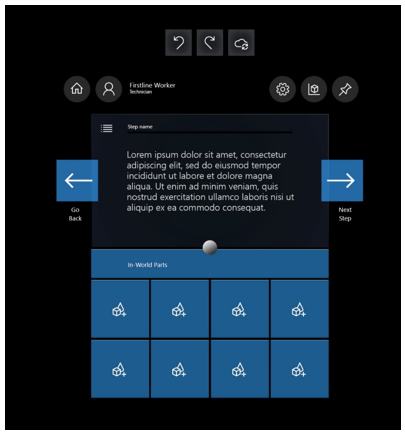 Firstline Worker
Technician
Step name
Lorem ipsum dolor sit amet, consectetur
adipiscing elit, sed do eiusmod tempor
incididunt ut labore et dolore magna
aliqua. Ut enim ad minim veniam, quis
nostrud exercitation ullamco laboris nisi ut
aliquip ex ea commodo consequat.
Go
Back
Next
Step
In-World Parts